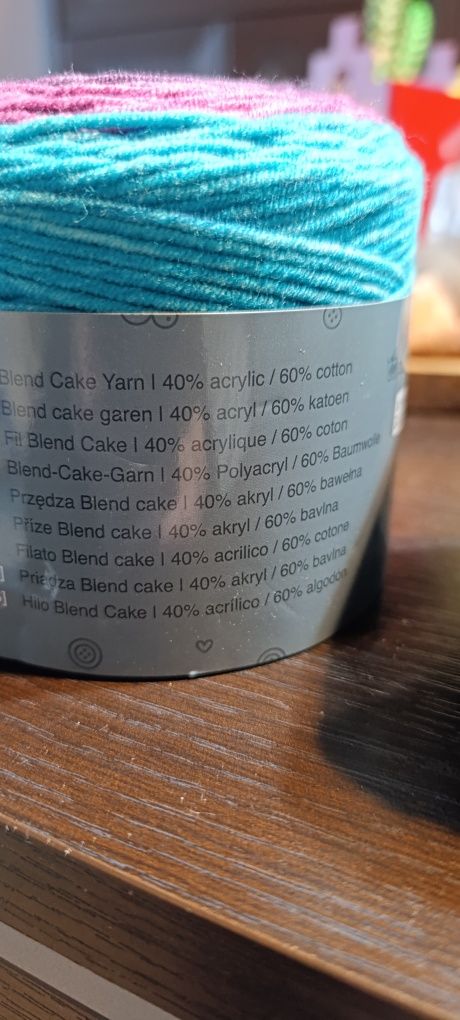 Blend Cake Yarn | 40% acrylic / 60% cotton
Blend cake garen | 40% acryl / 60% katoen
Fil Blend Cake | 40% acrylique / 60% coton
Blend-Cake-Garn | 40% Polyacryl / 60% Baumwolle
Przędza Blend cake | 40% akryl / 60% bawełna
Příze Blend cake | 40% akryl / 60% bavlna
Filato Blend cake | 40% acrilico / 60% cotone
Priadza Blend cake | 40% akryl / 60% bavlna
Hilo Blend Cake | 40% acrílico / 60% algodón